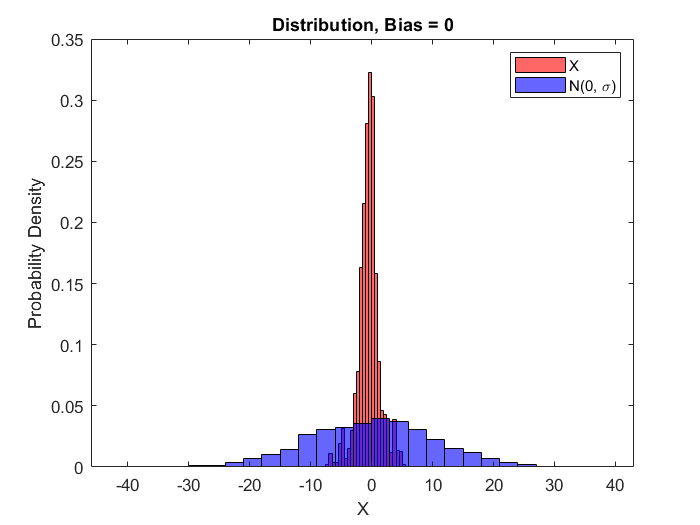 Distribution, Bias = 0
X
N(0, σ)
Probability Density
0.35
0.3
0.25
0.2
0.15
0.1
0.05
0
-40 -30 -20 -10 0 10 20 30 40
X